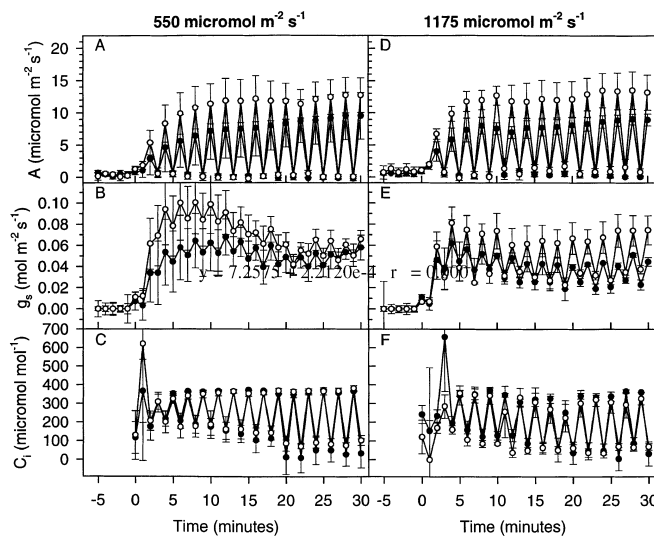 550 micromol m-2 s-1
1175 micromol m-2 s-1
A
D
20
15
10
5
0
A (micromol m-2 s-1)
B
E
0.10
0.08
0.06
0.04
0.02
0.00
gs (mol m-2 s-1)
C
F
700
600
500
400
300
200
100
0
Ci (micromol mol-1)
-5 0 5 10 15 20 25 30
-5 0 5 10 15 20 25 30
Time (minutes)
Time (minutes)